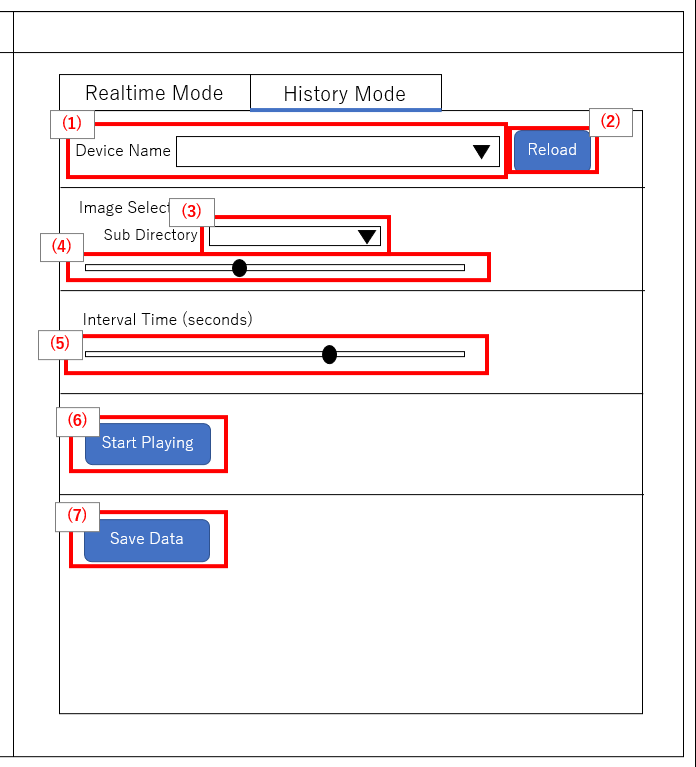 Realtime Mode
History Mode
(1)
(2)
Device Name
Reload
Image Select
(3)
Sub Directory
(4)
Interval Time (seconds)
(5)
(6)
Start Playing
(7)
Save Data